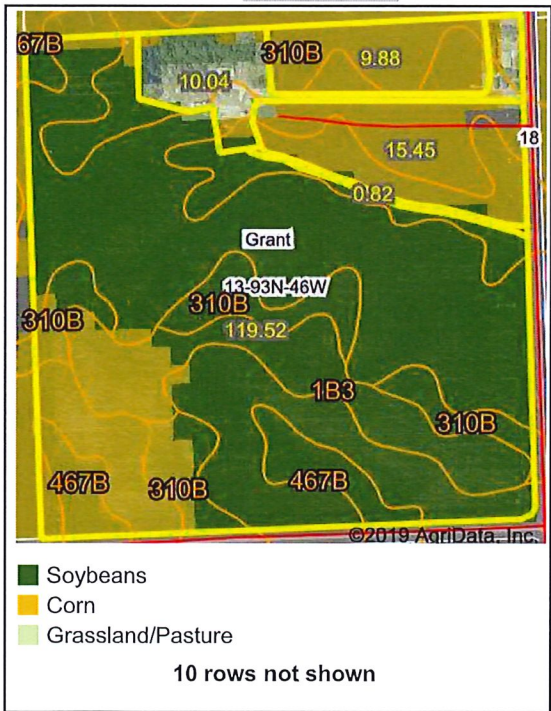 67B
310B
9.88
10.04
15.45
18
0.82
Grant
13-93N-46W
310B
310B
119.52
1B3
310B
467B
310B
467B
©2019 AgriData, Inc.
Soybeans
Corn
Grassland/Pasture
10 rows not shown